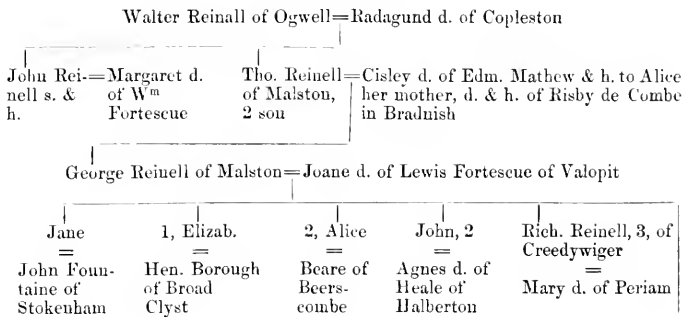 Walter Reinall of Ogwell=Radagund d. of Copleston
John Rei-=Margaret d. Tho. Reinell=Cisley d. of Edm. Mathew & h. to Alice
nell s. & of Wm of Malston, her mother, d. & h. of Risby de Combe
h. Fortescue 2 son in Bradnish
George Reinell of Malston=Joane d. of Lewis Fortescue of Valopit
Jane 1, Elizab. 2, Alice John, 2 Rich. Reinell, 3, of
= = = = Creedywiger
John Foun- Hen. Borough Beare of Agnes d. of =
taine of of Broad Beers- Heale of Mary d. of Periam
Stokenham Clyst combe Halberton